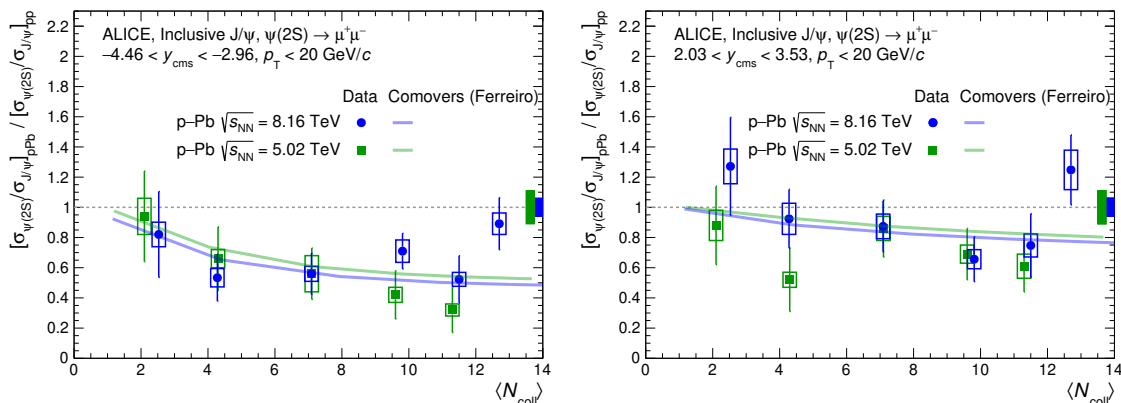 ALICE, Inclusive J/ψ, ψ(2S) → μ⁺μ⁻
−4.46 < y_cms < −2.96, p_T < 20 GeV/c
Data Comovers (Ferreiro)
p–Pb √s_NN = 8.16 TeV
p–Pb √s_NN = 5.02 TeV
[σ_ψ(2S)/σ_J/ψ]_pPb / [σ_ψ(2S)/σ_J/ψ]_pp
2.2
2
1.8
1.6
1.4
1.2
1
0.8
0.6
0.4
0.2
0
0 2 4 6 8 10 12 14
⟨N_coll⟩
ALICE, Inclusive J/ψ, ψ(2S) → μ⁺μ⁻
2.03 < y_cms < 3.53, p_T < 20 GeV/c
Data Comovers (Ferreiro)
p–Pb √s_NN = 8.16 TeV
p–Pb √s_NN = 5.02 TeV
[σ_ψ(2S)/σ_J/ψ]_pPb / [σ_ψ(2S)/σ_J/ψ]_pp
2.2
2
1.8
1.6
1.4
1.2
1
0.8
0.6
0.4
0.2
0
0 2 4 6 8 10 12 14
⟨N_coll⟩